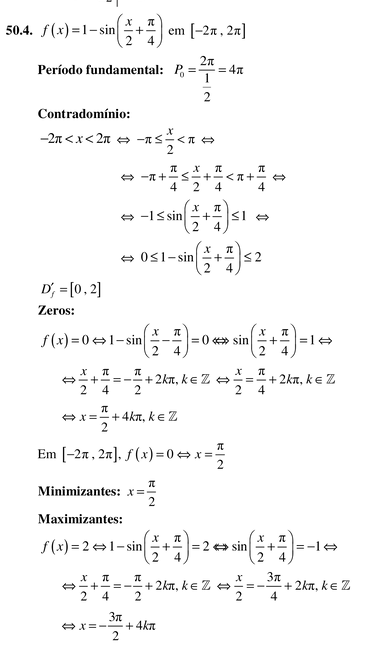 50.4. f(x)=1−sin(x/2+π/4) em [−2π, 2π]
Período fundamental: P₀=2π/(1/2)=4π
Contradomínio:
−2π<x<2π ⇔ −π≤x/2<π ⇔
⇔ −π+π/4≤x/2+π/4<π+π/4 ⇔
⇔ −1≤sin(x/2+π/4)≤1 ⇔
⇔ 0≤1−sin(x/2+π/4)≤2
D′f=[0, 2]
Zeros:
f(x)=0⇔1−sin(x/2−π/4)=0⇔sin(x/2+π/4)=1⇔
⇔x/2+π/4=−π/2+2kπ, k∈ℤ ⇔x/2=π/4+2kπ, k∈ℤ
⇔x=π/2+4kπ, k∈ℤ
Em [−2π, 2π], f(x)=0⇔x=π/2
Minimizantes: x=π/2
Maximizantes:
f(x)=2⇔1−sin(x/2+π/4)=2⇔sin(x/2+π/4)=−1⇔
⇔x/2+π/4=−π/2+2kπ, k∈ℤ ⇔x/2=−3π/4+2kπ, k∈ℤ
⇔x=−3π/2+4kπ